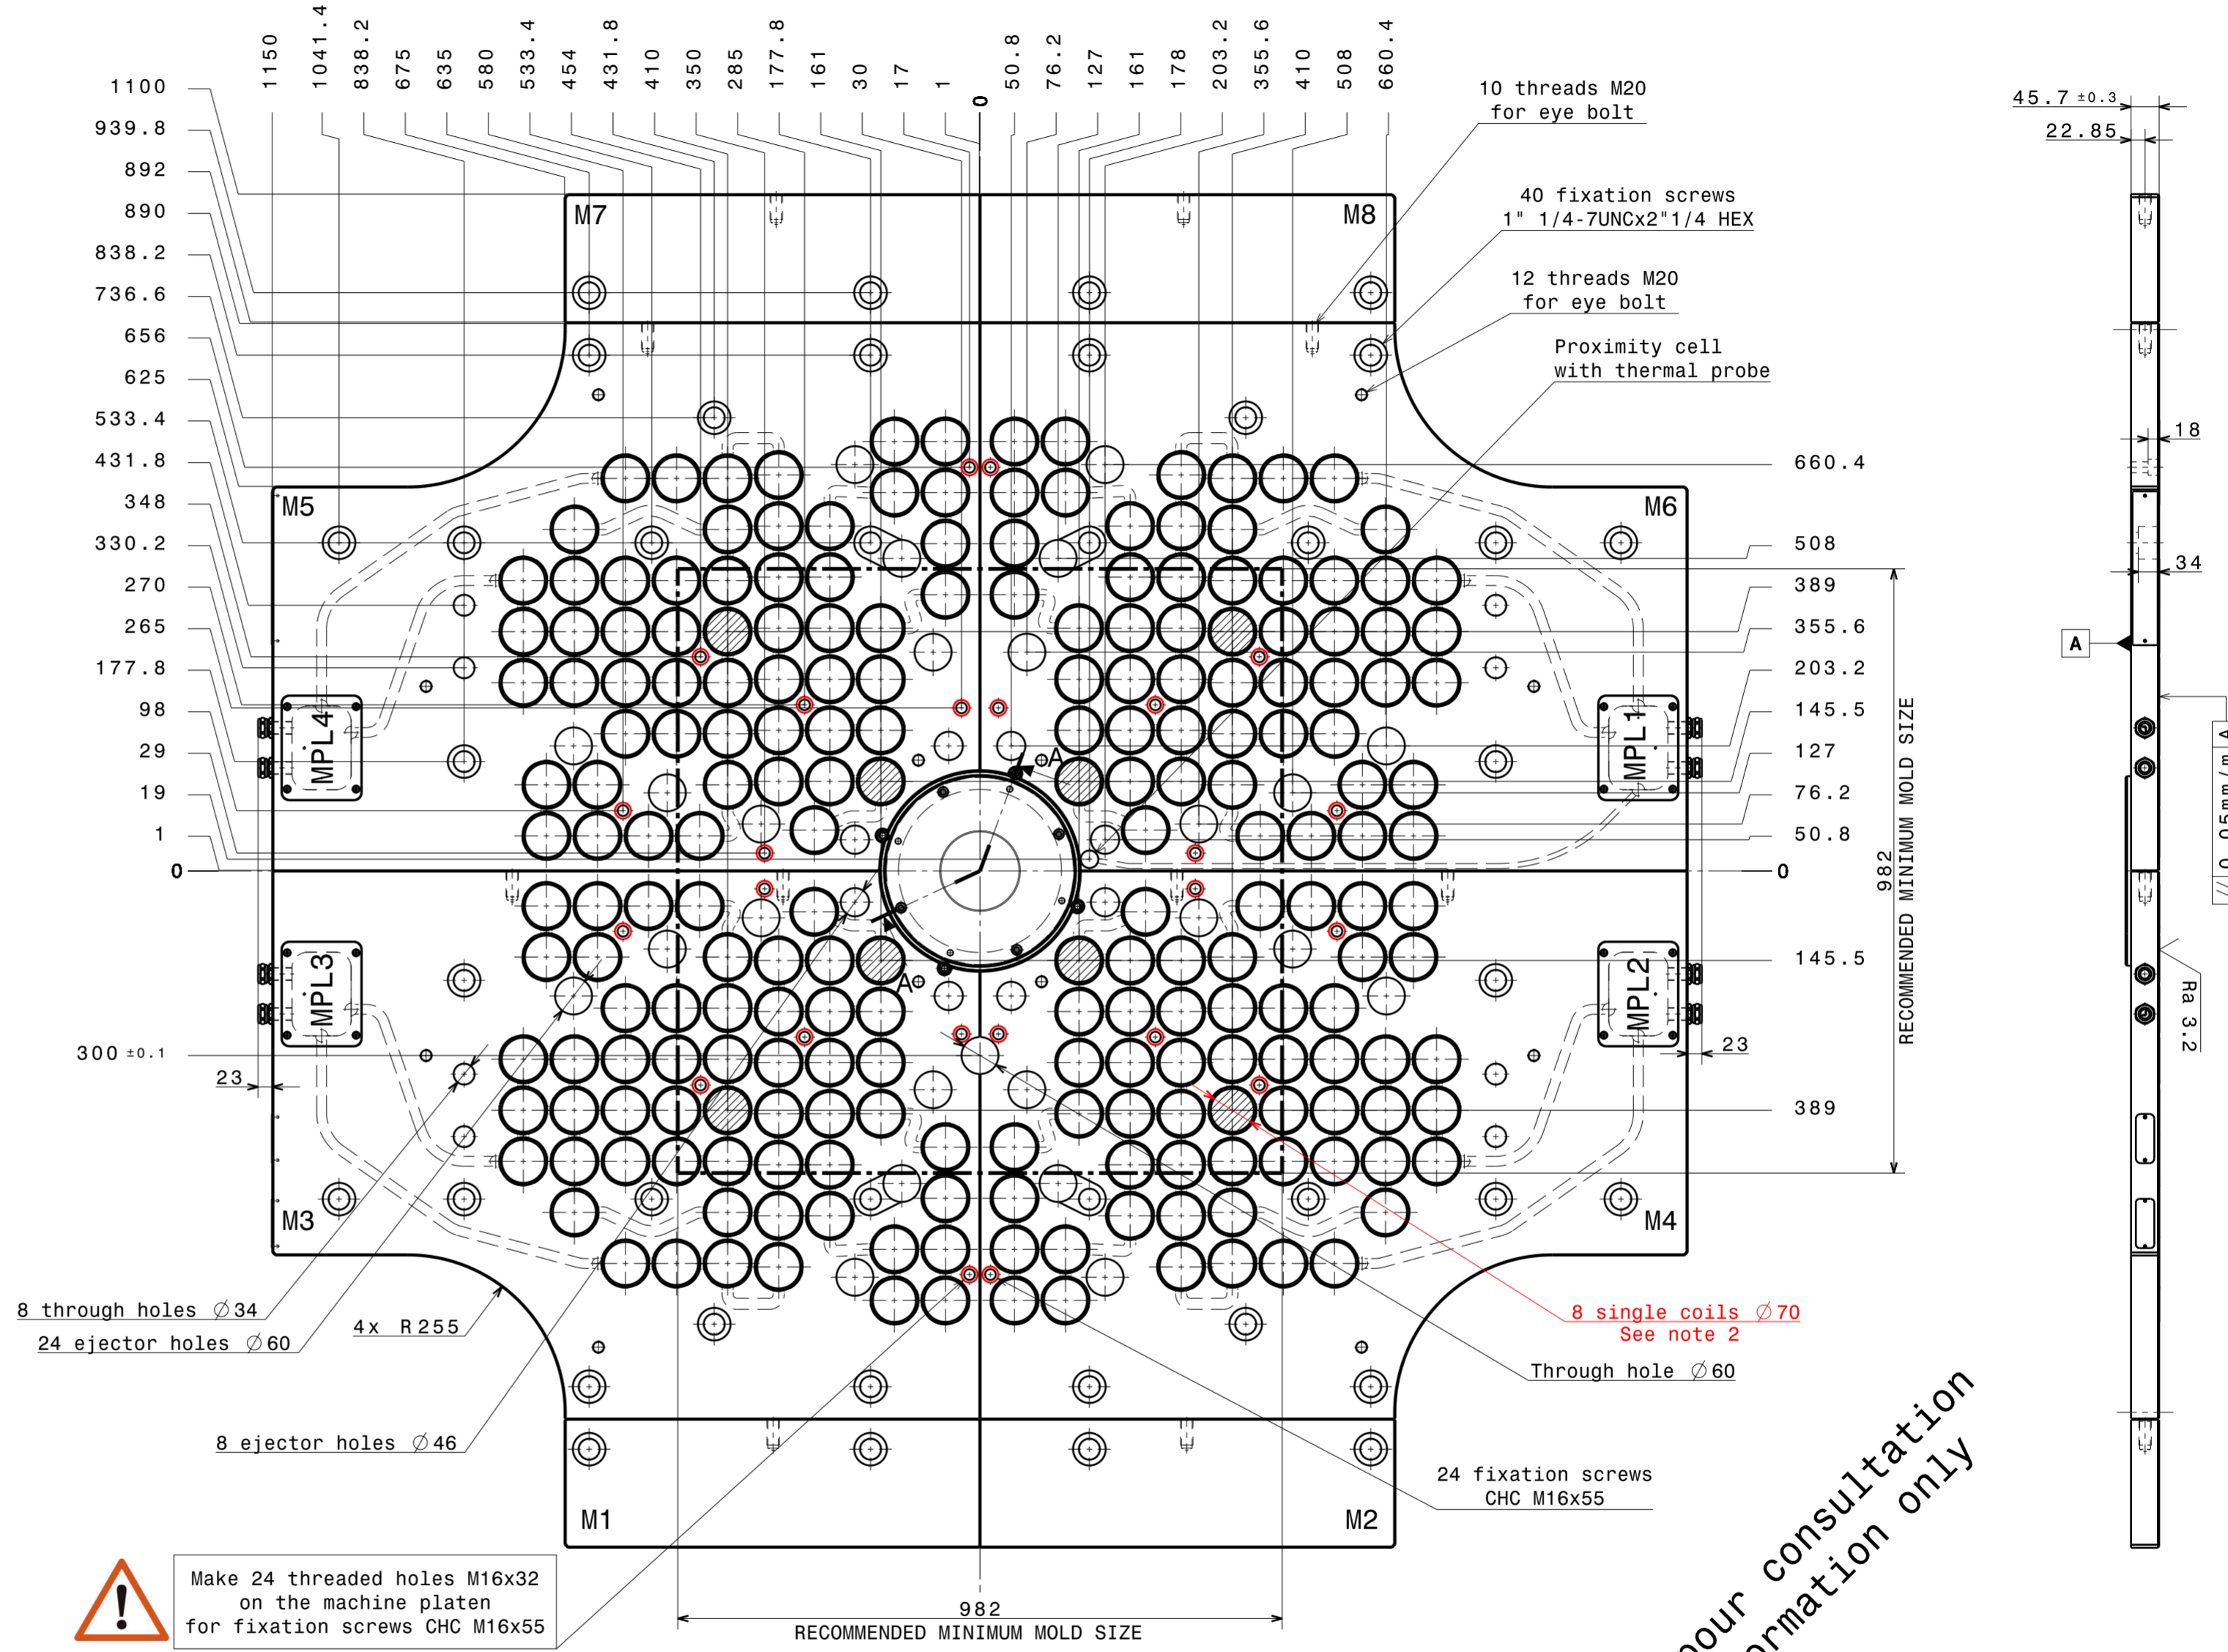 1150
1041.4
838.2
675
635
580
533.4
454
431.8
410
350
285
177.8
161
30
17
1
0
50.8
76.2
127
161
178
203.2
355.6
410
508
660.4
1100
939.8
892
890
838.2
736.6
656
625
533.4
431.8
348
330.2
270
265
177.8
98
29
19
1
0
300 ±0.1
23
10 threads M20
for eye bolt
40 fixation screws
1" 1/4-7UNCx2"1/4 HEX
12 threads M20
for eye bolt
Proximity cell
with thermal probe
M7
M8
M5
M6
MPL4
MPL1
A
A
MPL3
MPL2
M3
M4
M1
M2
660.4
508
389
355.6
203.2
145.5
127
76.2
50.8
0
145.5
389
23
982
RECOMMENDED MINIMUM MOLD SIZE
45.7 ±0.3
22.85
18
34
A
// 0.05mm/m A
Ra 3.2
8 through holes Ø34
24 ejector holes Ø60
4x R255
8 ejector holes Ø46
8 single coils Ø70
See note 2
Through hole Ø60
24 fixation screws
CHC M16x55
Make 24 threaded holes M16x32
on the machine platen
for fixation screws CHC M16x55
982
RECOMMENDED MINIMUM MOLD SIZE
pour consultation
ormation only